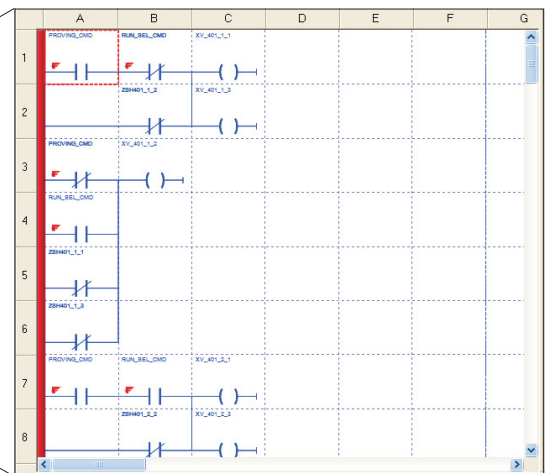 A B C D E F G
1 PROVING_CMD RUN_SEL_CMD XV_401_1_1
2 ZSH401_1_2 XV_401_1_3
3 PROVING_CMD XV_401_1_2
4 RUN_SEL_CMD
5 ZSH401_1_1
6 ZSH401_1_3
7 PROVING_CMD RUN_SEL_CMD XV_401_2_1
8 ZSH401_2_2 XV_401_2_3